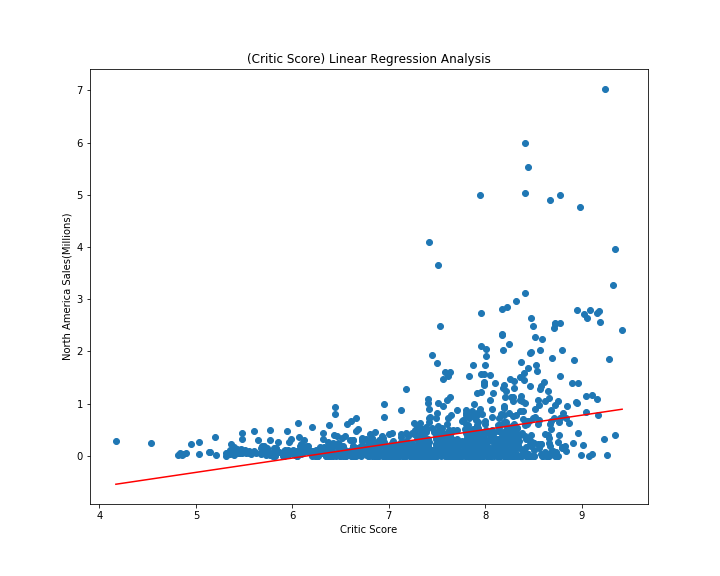 (Critic Score) Linear Regression Analysis
North America Sales(Millions)
7
6
5
4
3
2
1
0
4 5 6 7 8 9
Critic Score